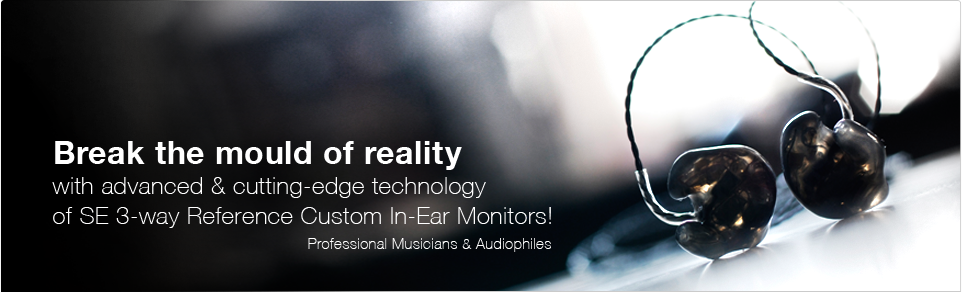 Break the mould of reality
with advanced & cutting-edge technology
of SE 3-way Reference Custom In-Ear Monitors!
Professional Musicians & Audiophiles